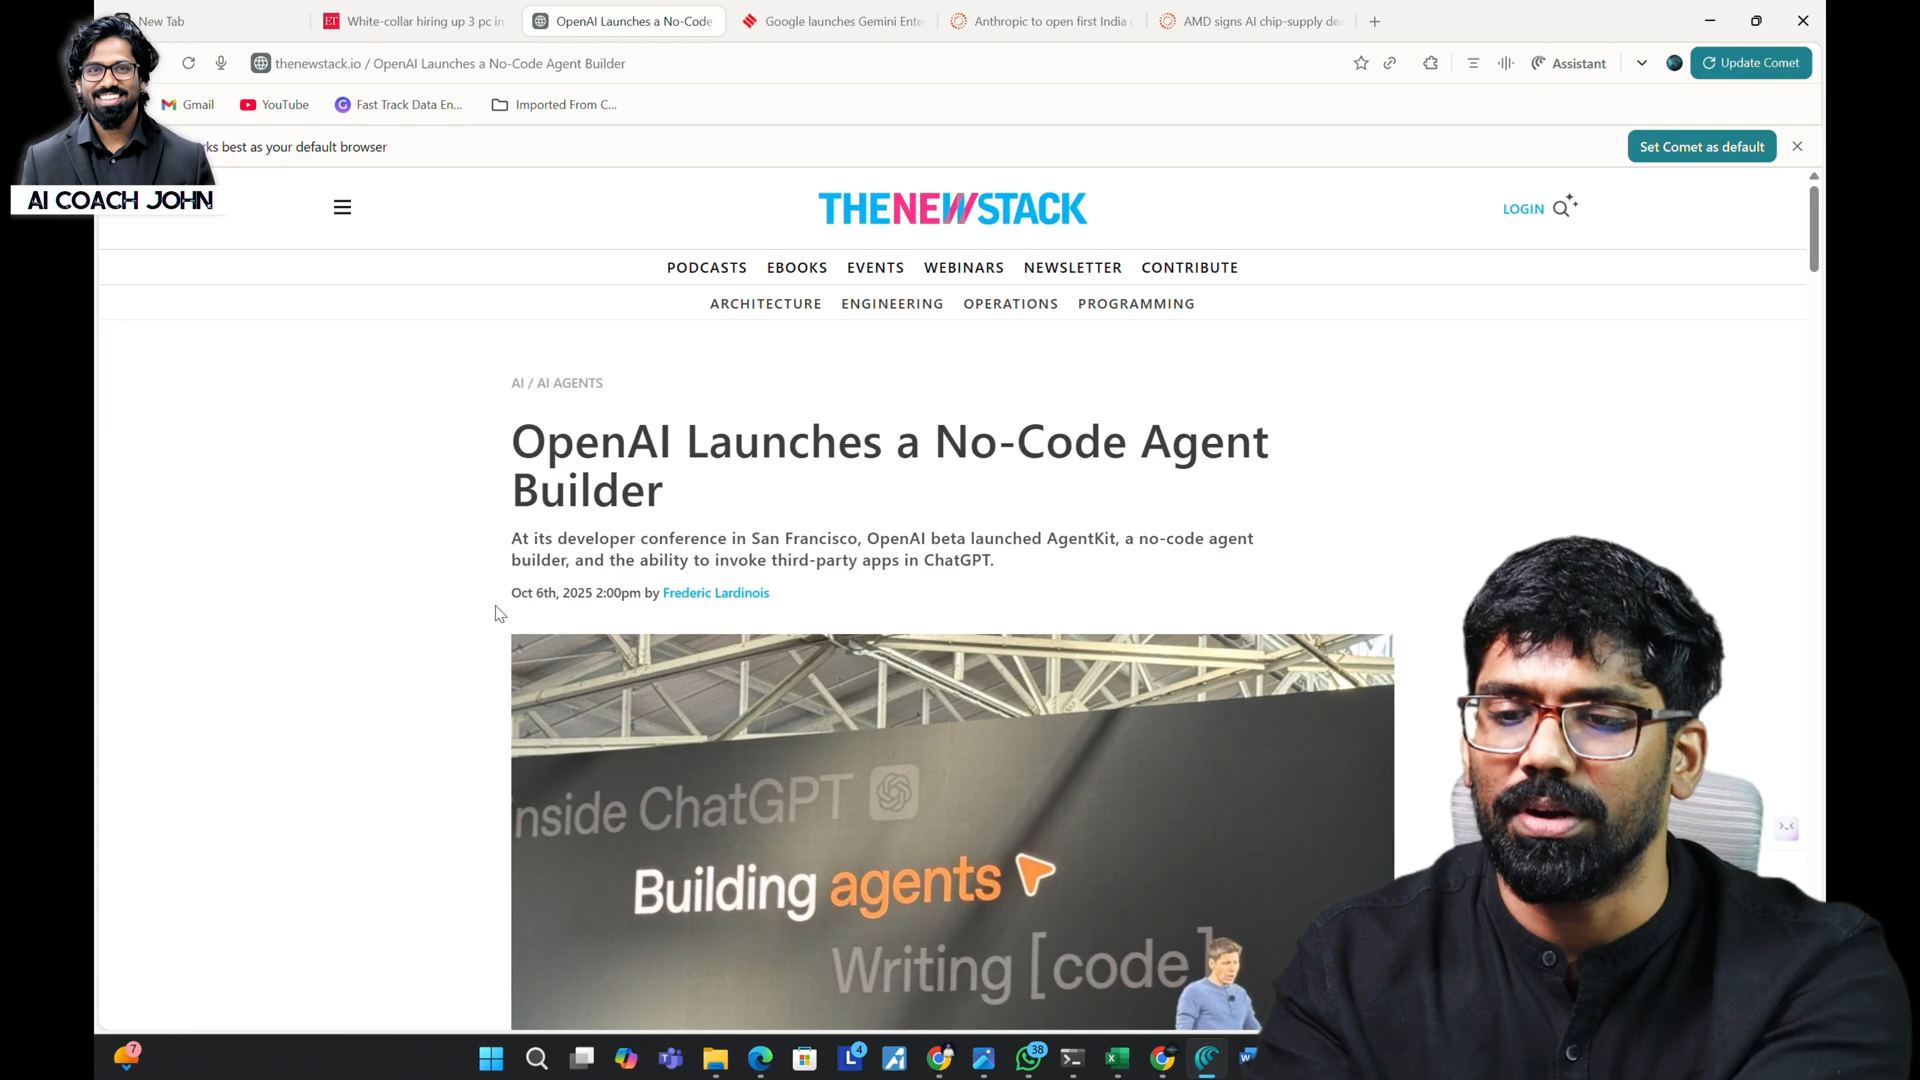 New Tab
White-collar hiring up 3 pc in
OpenAI Launches a No-Code
Google launches Gemini Ente
Anthropic to open first India
AMD signs AI chip-supply dea
thenewstack.io / OpenAI Launches a No-Code Agent Builder
Assistant
Update Comet
Gmail
YouTube
Fast Track Data En...
Imported From C...
rks best as your default browser
Set Comet as default
AI COACH JOHN
THENEWSTACK
LOGIN
PODCASTS EBOOKS EVENTS WEBINARS NEWSLETTER CONTRIBUTE
ARCHITECTURE ENGINEERING OPERATIONS PROGRAMMING
AI / AI AGENTS
OpenAI Launches a No-Code Agent
Builder
At its developer conference in San Francisco, OpenAI beta launched AgentKit, a no-code agent
builder, and the ability to invoke third-party apps in ChatGPT.
Oct 6th, 2025 2:00pm by Frederic Lardinois
nside ChatGPT
Building agents
Writing [code]
7
4
38